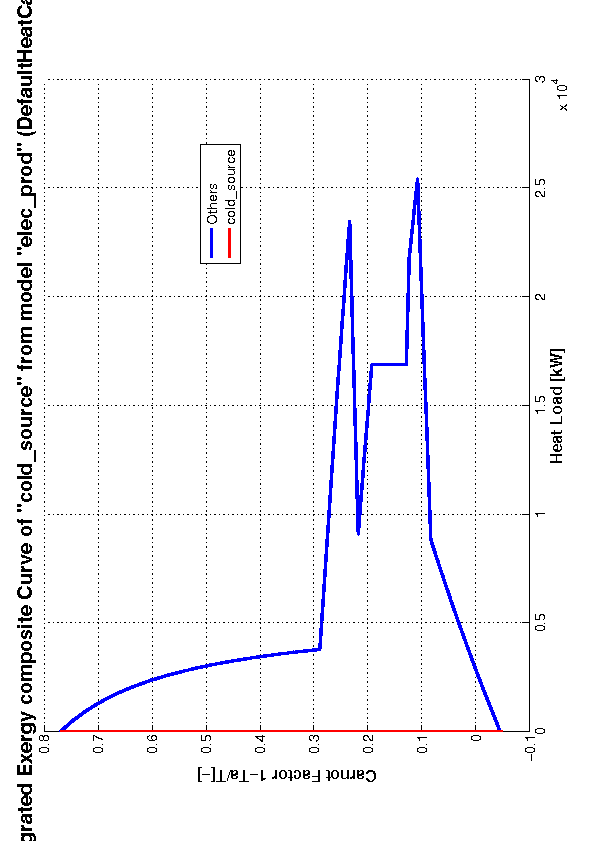 grated Exergy composite Curve of "cold_source" from model "elec_prod" (DefaultHeatCa
Others
cold_source
0.8
0.7
0.6
0.5
0.4
0.3
0.2
0.1
0
−0.1
Carnot Factor 1−Ta/T[−]
0
0.5
1
1.5
2
2.5
3
x 10^4
Heat Load [kW]